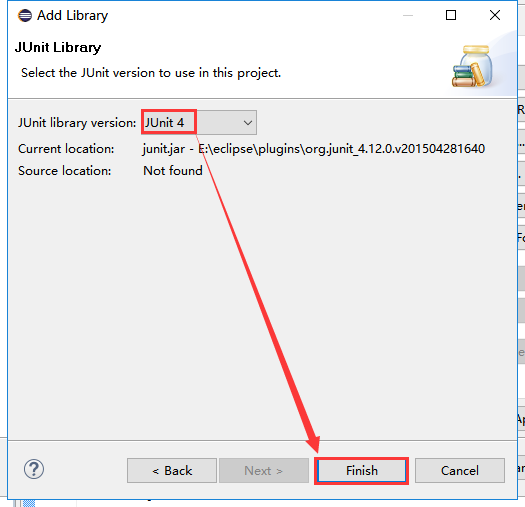 Add Library
JUnit Library
Select the JUnit version to use in this project.
JUnit library version: JUnit 4
Current location: junit.jar - E:\eclipse\plugins\org.junit_4.12.0.v201504281640
Source location: Not found
? < Back Next > Finish Cancel